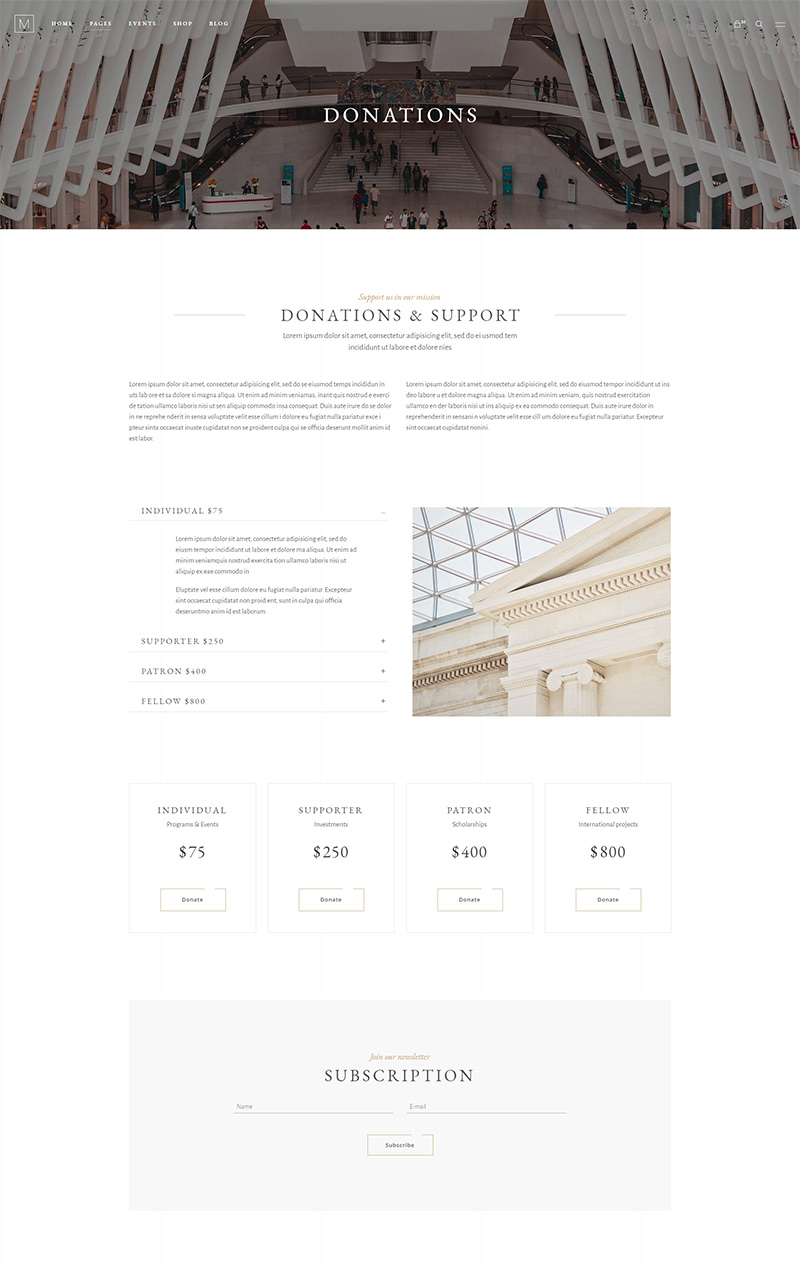 M
HOME PAGES EVENTS SHOP BLOG
DONATIONS
Support us in our mission
DONATIONS & SUPPORT
Lorem ipsum dolor sit amet, consectetur adipisicing elit, sed do ei usmod tem
incididunt ut labore et dolore nies
Lorem ipsum dolor sit amet, consectetur adipisicing elit, sed do se eiusmod temps incididun in
uts lab ore et sa dolore si magna aliqua. Ut enim ad minim veniamas, inant quis nostrud e exerci
de tation ullamco laboris nisi ut sen aliquip commodo insa consequat. Duis aute irure do se dolor
in ne reprehe nderit in sensa voluptate velit esse cillum i dolore eu fugiat nulla pariatur exce i
pteur sinta occaecat inuste cupidatat non se proident culpa qui se officia deserunt mollit anim id
est labor.
Lorem ipsum dolor sit amet, consectetur adipisicing elit, sed do eiusmod tempor incididunt ut ins
deo labore u et dolore magna aliqua. Ut enim ad minim veniam, uts quis nostrud exercitation
ullamco en der laboris nisi ut ins aliquip ex ea commodo consequat. Duis aute irure dolor in
reprehenderit in sensani n voluptate velit esse cill um dolore eu fugiat nulla pariatur. Excepteur
sint occaecat cupidatat nonini.
INDIVIDUAL $75
Lorem ipsum dolor sit amet, consectetur adipisicing elit, sed do
eiusm tempor incididunt ut labore et dolore ma aliqua. Ut enim ad
minim veniamquis nostrud exercita tion ullamco laboris nisi ut
aliquip ex eae commodo in
Eluptate vel esse cillum dolore eu fugiat nulla pariatur. Excepteur
sint occaecat cupidatat non proid ent, sunt in culpa qui officia
deseruntmo anim id est laborum.
SUPPORTER $250 +
PATRON $400 +
FELLOW $800 +
INDIVIDUAL
Programs & Events
$75
Donate
SUPPORTER
Investments
$250
Donate
PATRON
Scholarships
$400
Donate
FELLOW
International projects
$800
Donate
Join our newsletter
SUBSCRIPTION
Name E-mail
Subscribe